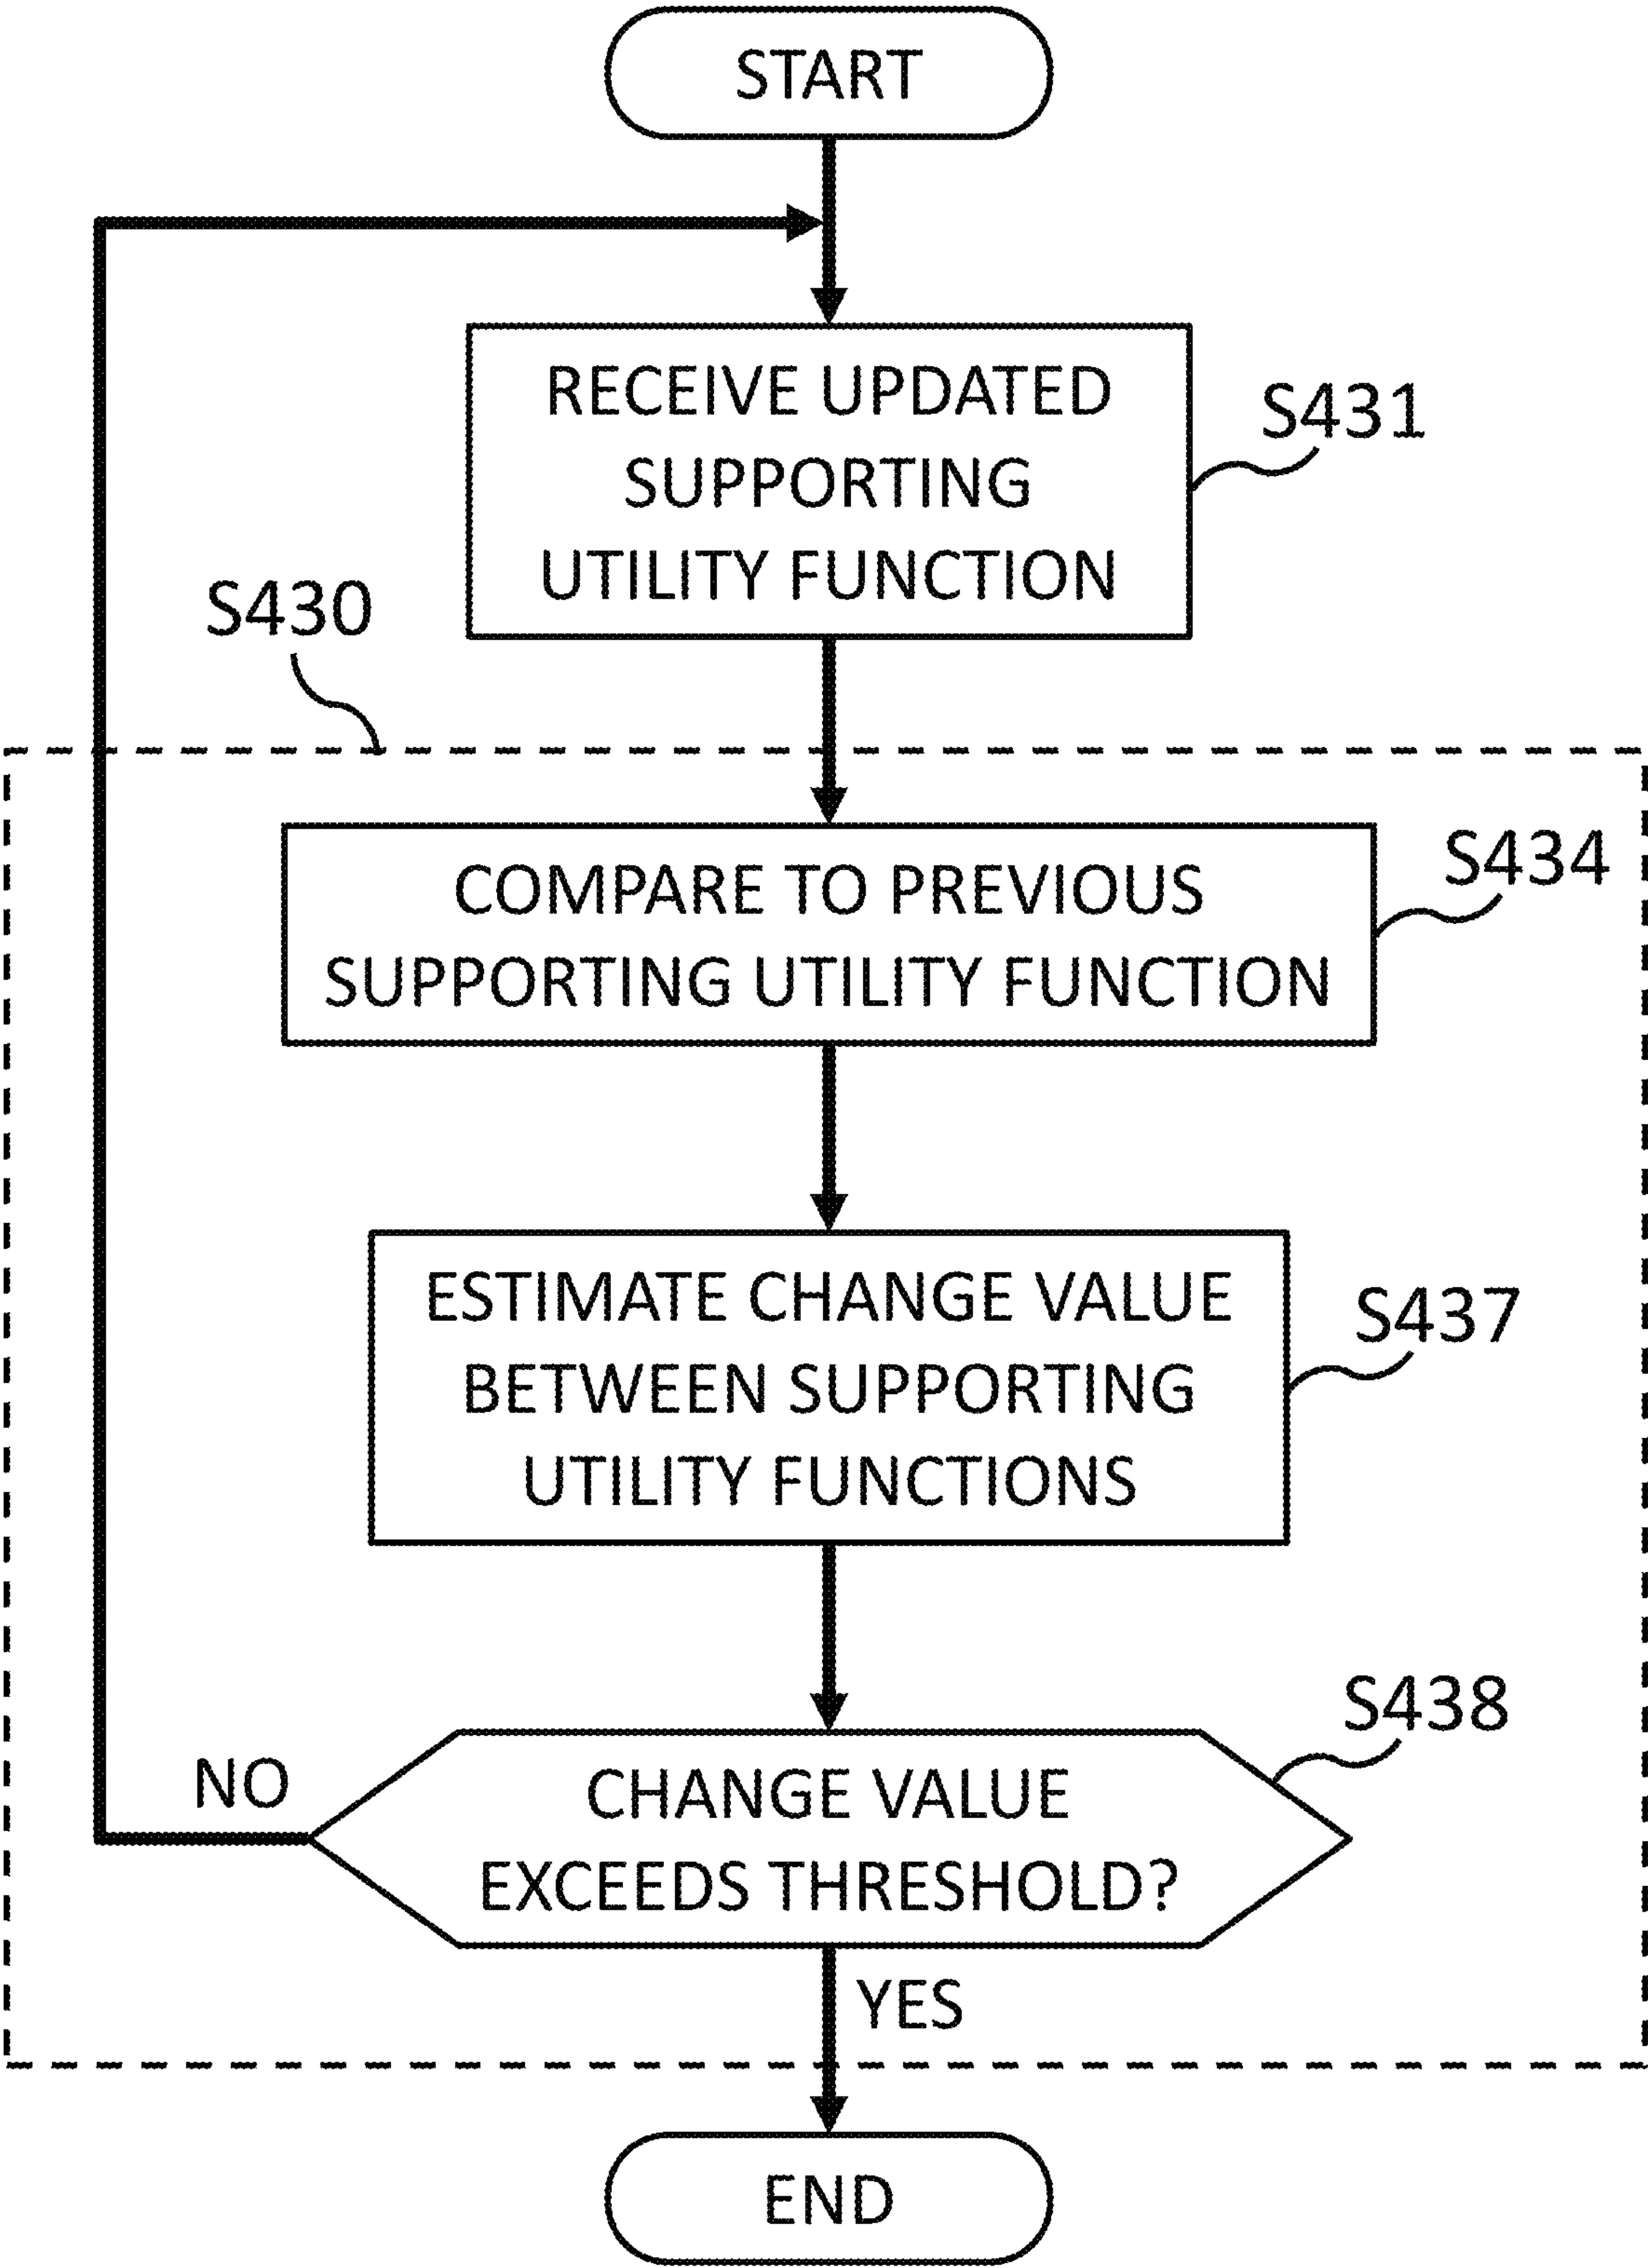 START
RECEIVE UPDATED
SUPPORTING
UTILITY FUNCTION
S431
S430
COMPARE TO PREVIOUS
SUPPORTING UTILITY FUNCTION
S434
ESTIMATE CHANGE VALUE
BETWEEN SUPPORTING
UTILITY FUNCTIONS
S437
CHANGE VALUE
EXCEEDS THRESHOLD?
S438
NO
YES
END